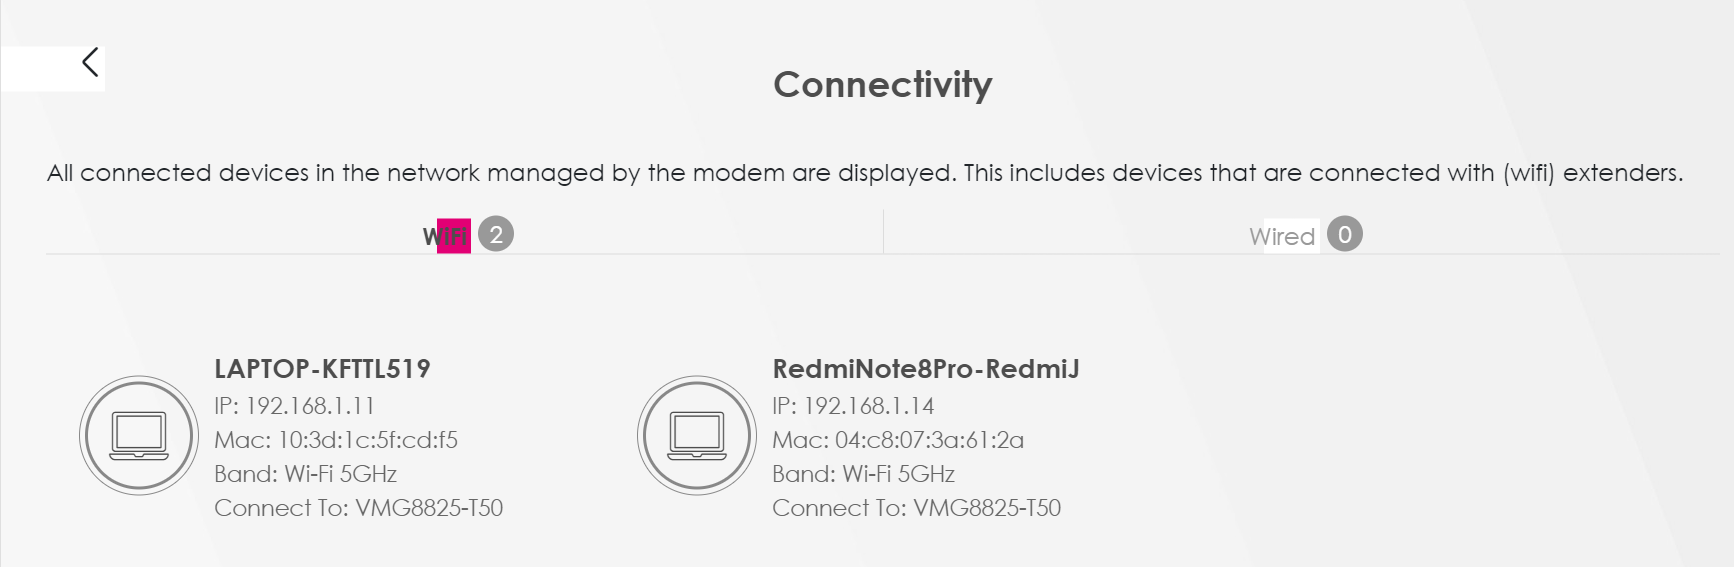 Connectivity
All connected devices in the network managed by the modem are displayed. This includes devices that are connected with (wifi) extenders.
WiFi 2
Wired 0
LAPTOP-KFTTL519
IP: 192.168.1.11
Mac: 10:3d:1c:5f:cd:f5
Band: Wi-Fi 5GHz
Connect To: VMG8825-T50
RedmiNote8Pro-RedmiJ
IP: 192.168.1.14
Mac: 04:c8:07:3a:61:2a
Band: Wi-Fi 5GHz
Connect To: VMG8825-T50